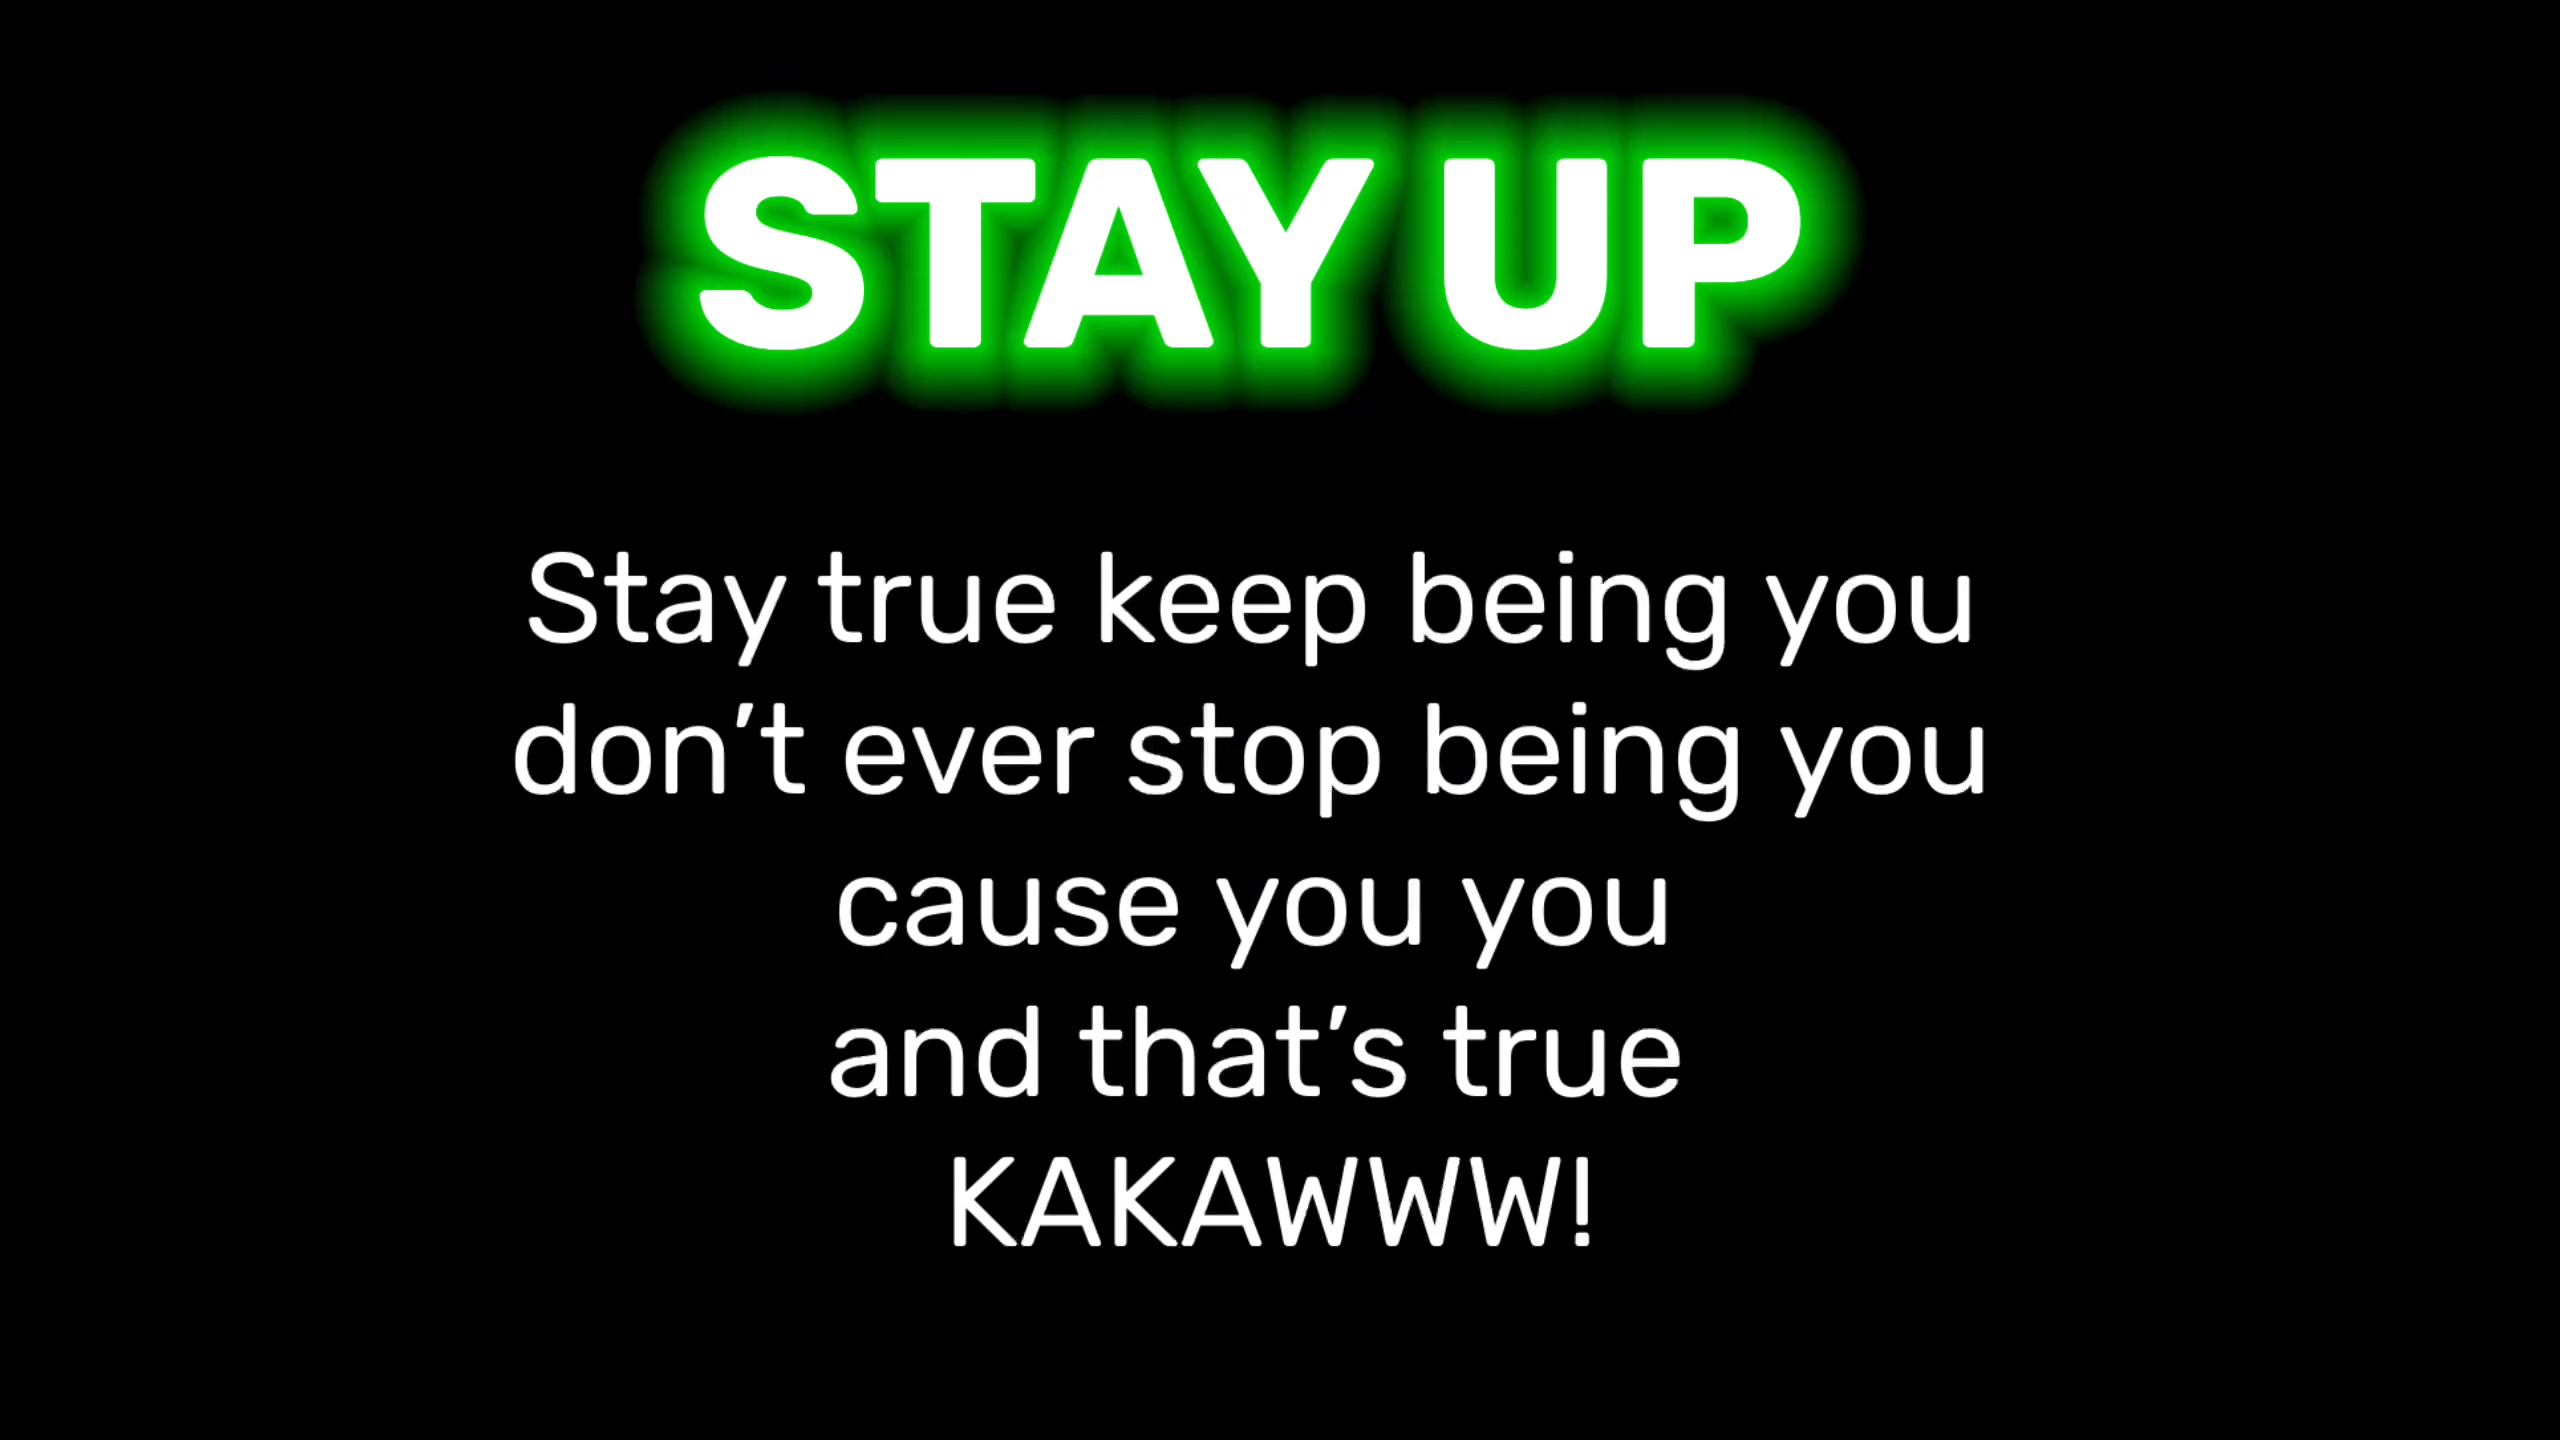 STAY UP
Stay true keep being you
don’t ever stop being you
cause you you
and that’s true
KAKAWWW!